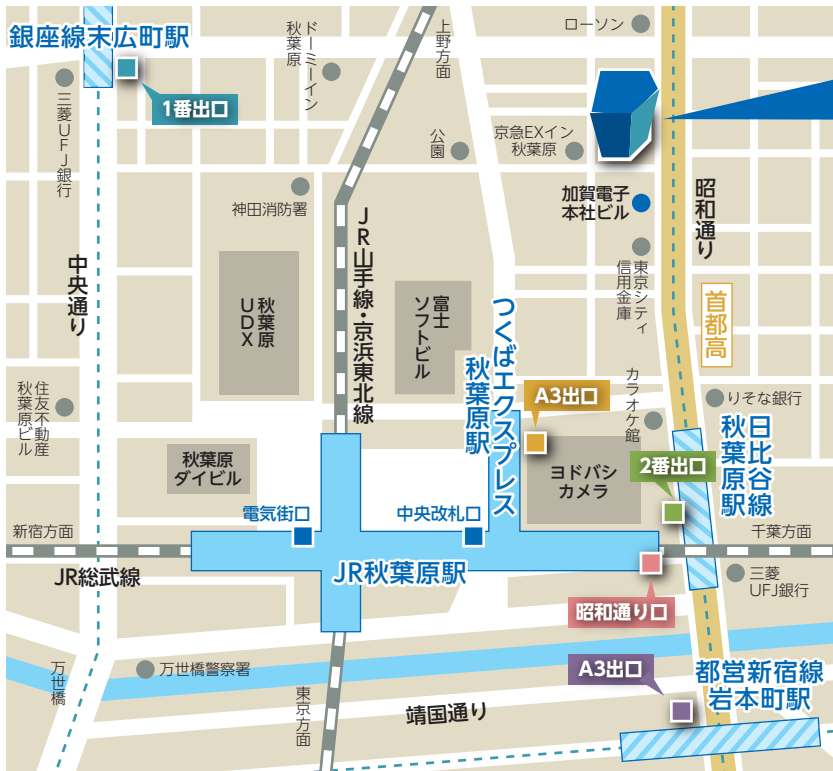 銀座線末広町駅
1番出口
三菱UFJ銀行
ドーミーイン
秋葉原
上野方面
ローソン
公園
京急EXイン
秋葉原
加賀電子
本社ビル
昭和通り
神田消防署
東京シティ
信用金庫
首都高
中央通り
秋葉原
UDX
JR山手線・京浜東北線
富士
ソフトビル
つくばエクスプレス
秋葉原駅
A3出口
カラオケ館
りそな銀行
住友不動産
秋葉原ビル
秋葉原
ダイビル
ヨドバシ
カメラ
2番出口
日比谷線
秋葉原駅
電気街口
中央改札口
新宿方面
千葉方面
JR総武線
JR秋葉原駅
三菱
UFJ銀行
昭和通り口
万世橋
万世橋警察署
東京方面
靖国通り
A3出口
都営新宿線
岩本町駅